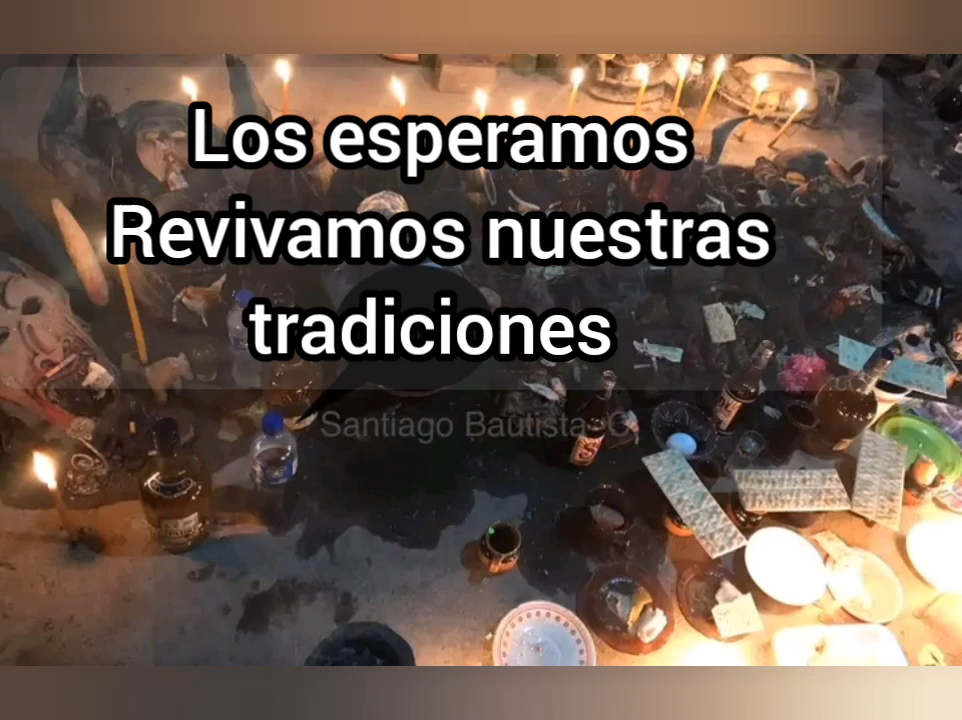 Los esperamos
Revivamos nuestras
tradiciones
Santiago Bautista C